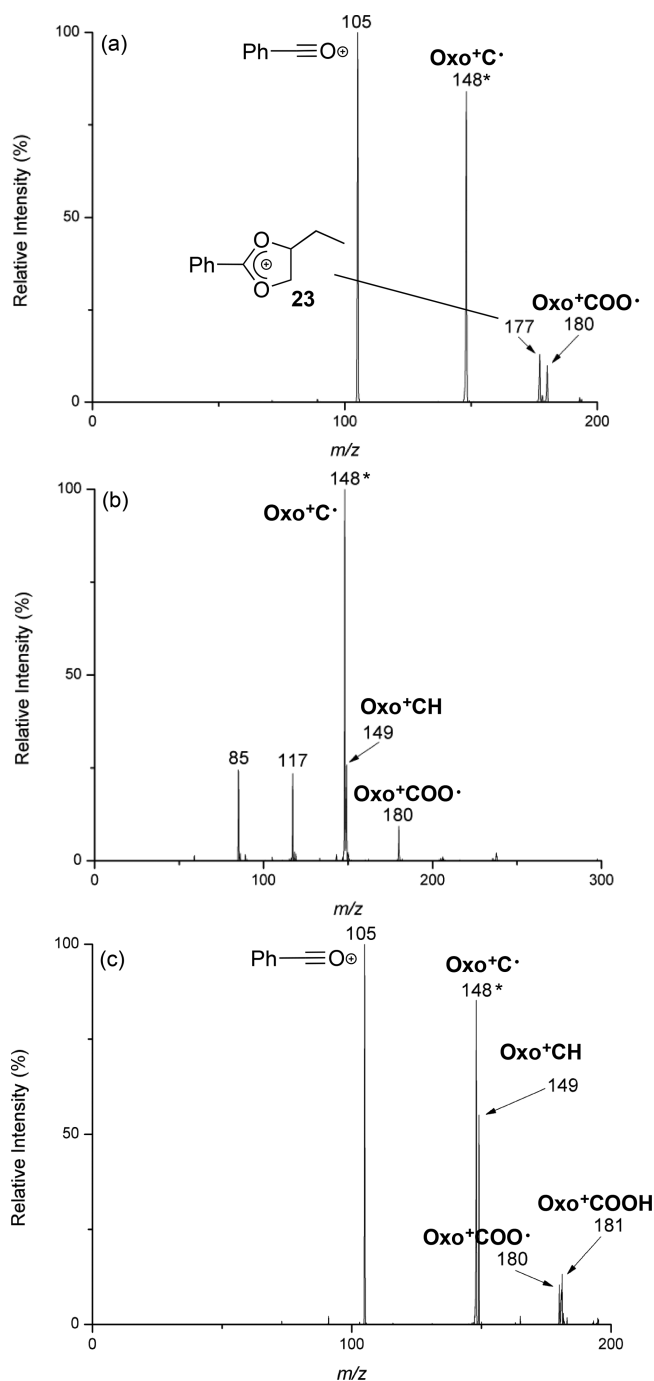 (a)
Relative Intensity (%)
100
50
0
105
Ph
O⊕
Oxo⁺C·
148*
O
Ph
⊕
O
23
177
Oxo⁺COO·
180
0
100
200
m/z
(b)
Relative Intensity (%)
100
50
0
148*
Oxo⁺C·
Oxo⁺CH
149
85
117
Oxo⁺COO·
180
0
100
200
300
m/z
(c)
Relative Intensity (%)
100
50
0
105
Ph
O⊕
Oxo⁺C·
148*
Oxo⁺CH
149
Oxo⁺COOH
181
Oxo⁺COO·
180
0
100
200
m/z